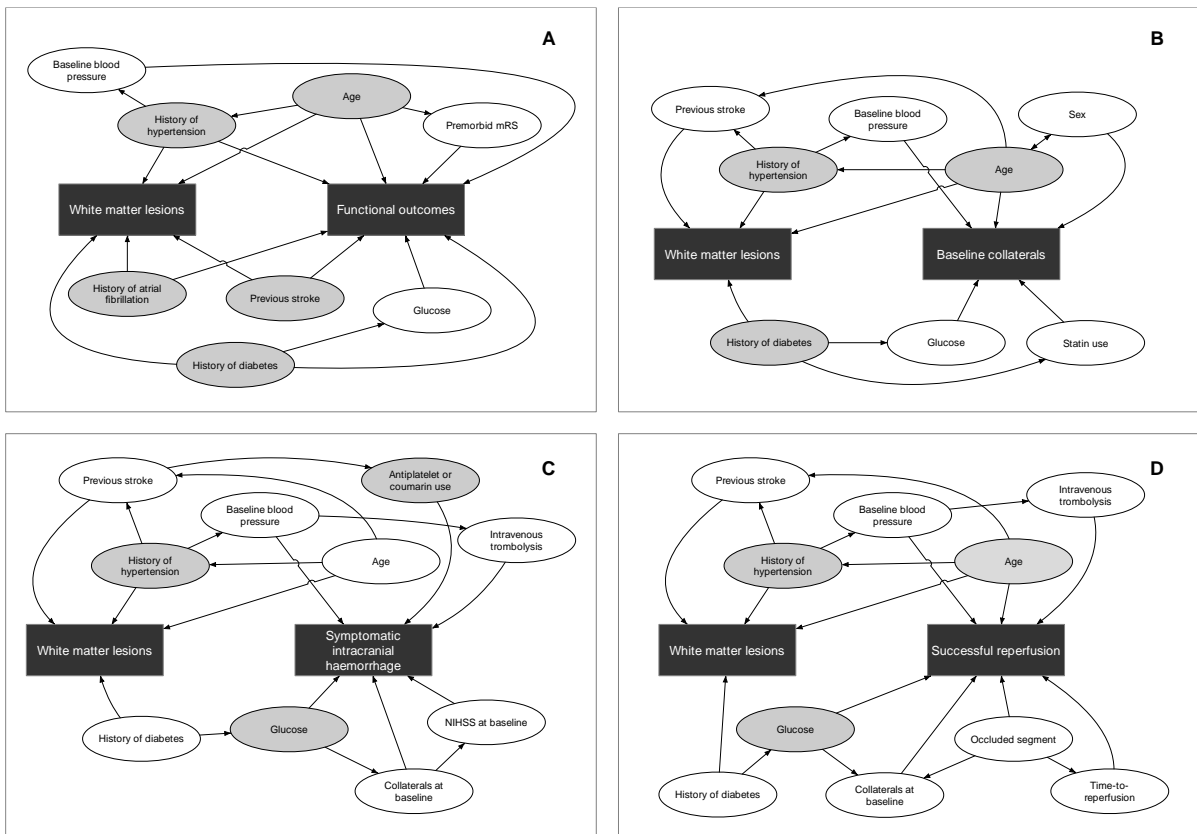 A
Baseline blood
pressure
Age
History of
hypertension
Premorbid mRS
White matter lesions
Functional outcomes
History of atrial
fibrillation
Previous stroke
Glucose
History of diabetes
B
Previous stroke
Baseline blood
pressure
Sex
History of
hypertension
Age
White matter lesions
Baseline collaterals
History of diabetes
Glucose
Statin use
C
Previous stroke
Antiplatelet or
coumarin use
Baseline blood
pressure
Intravenous
trombolysis
History of
hypertension
Age
White matter lesions
Symptomatic
intracranial
haemorrhage
History of diabetes
Glucose
NIHSS at baseline
Collaterals at
baseline
D
Previous stroke
Intravenous
trombolysis
Baseline blood
pressure
History of
hypertension
Age
White matter lesions
Successful reperfusion
Glucose
Occluded segment
History of diabetes
Collaterals at
baseline
Time-to-
reperfusion